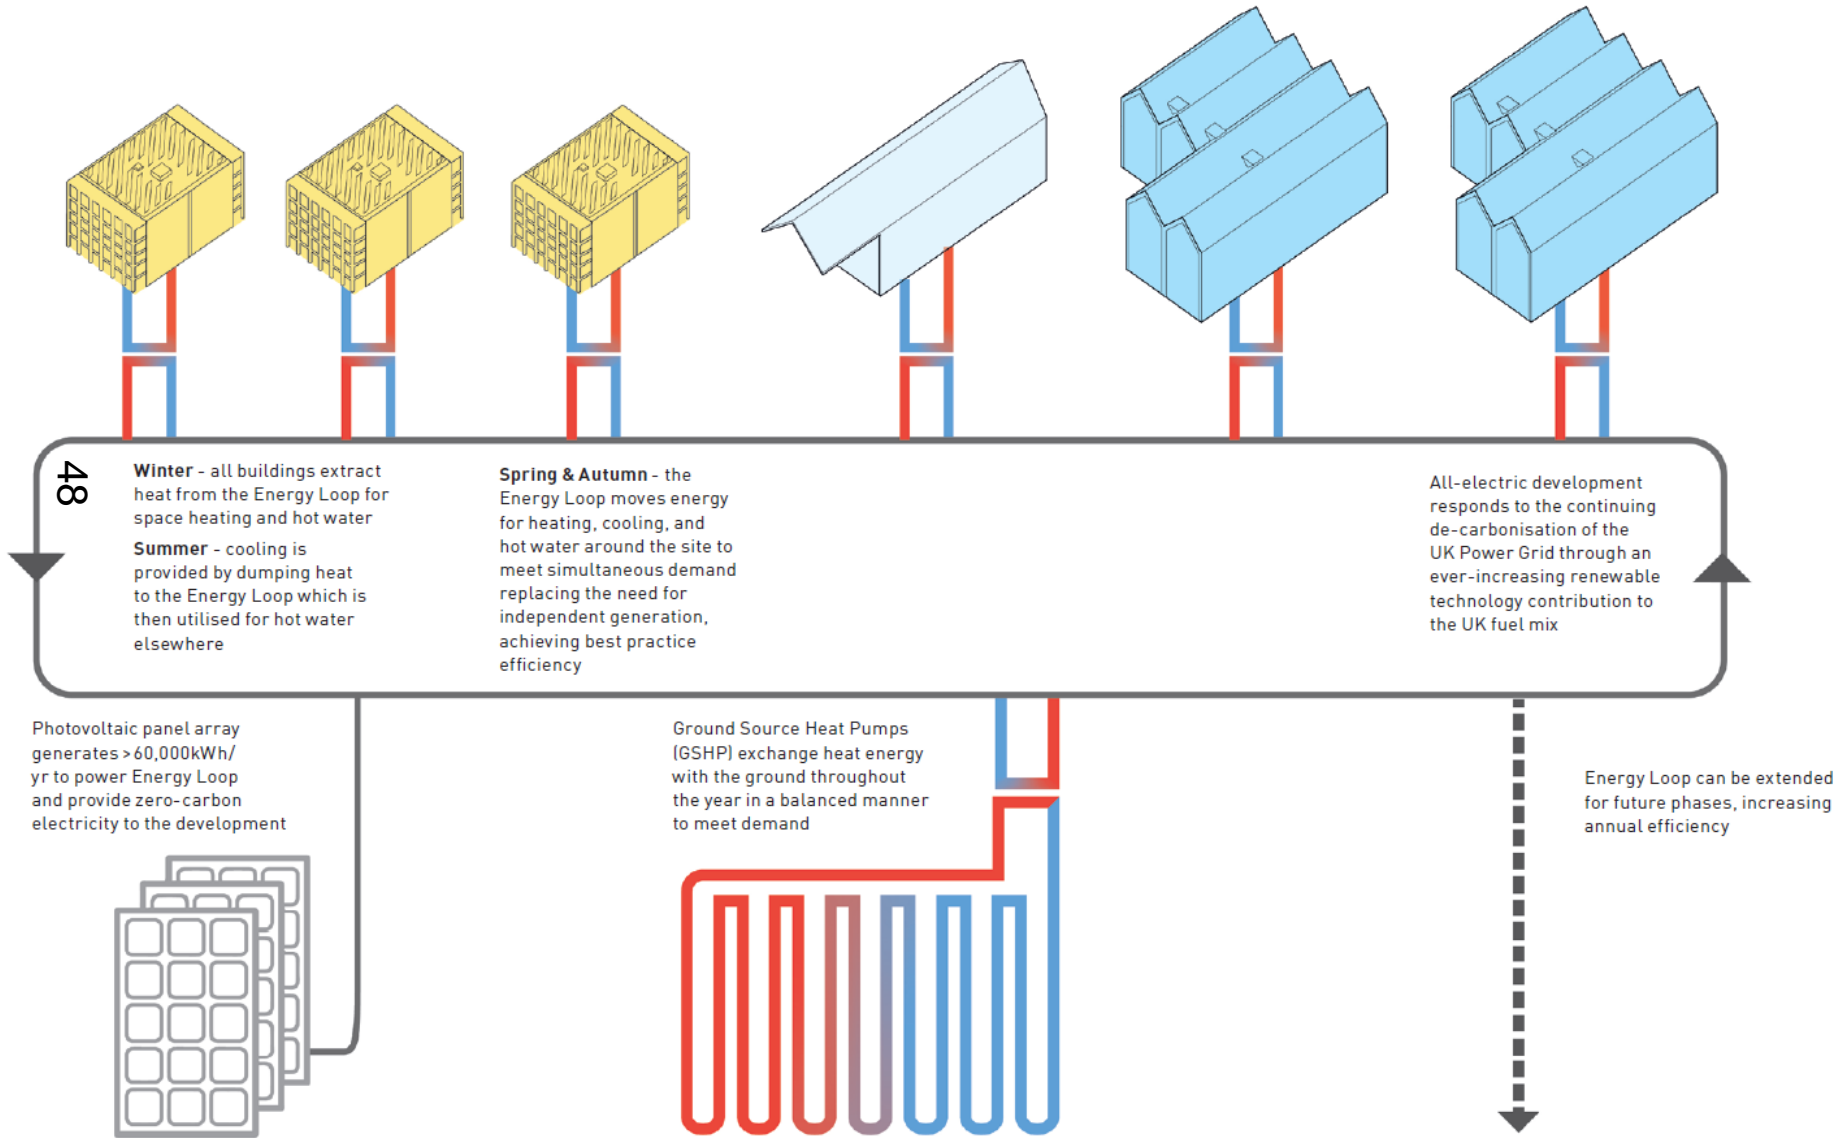 48
Winter - all buildings extract
heat from the Energy Loop for
space heating and hot water
Summer - cooling is
provided by dumping heat
to the Energy Loop which is
then utilised for hot water
elsewhere
Spring & Autumn - the
Energy Loop moves energy
for heating, cooling, and
hot water around the site to
meet simultaneous demand
replacing the need for
independent generation,
achieving best practice
efficiency
All-electric development
responds to the continuing
de-carbonisation of the
UK Power Grid through an
ever-increasing renewable
technology contribution to
the UK fuel mix
Photovoltaic panel array
generates >60,000kWh/
yr to power Energy Loop
and provide zero-carbon
electricity to the development
Ground Source Heat Pumps
(GSHP) exchange heat energy
with the ground throughout
the year in a balanced manner
to meet demand
Energy Loop can be extended
for future phases, increasing
annual efficiency